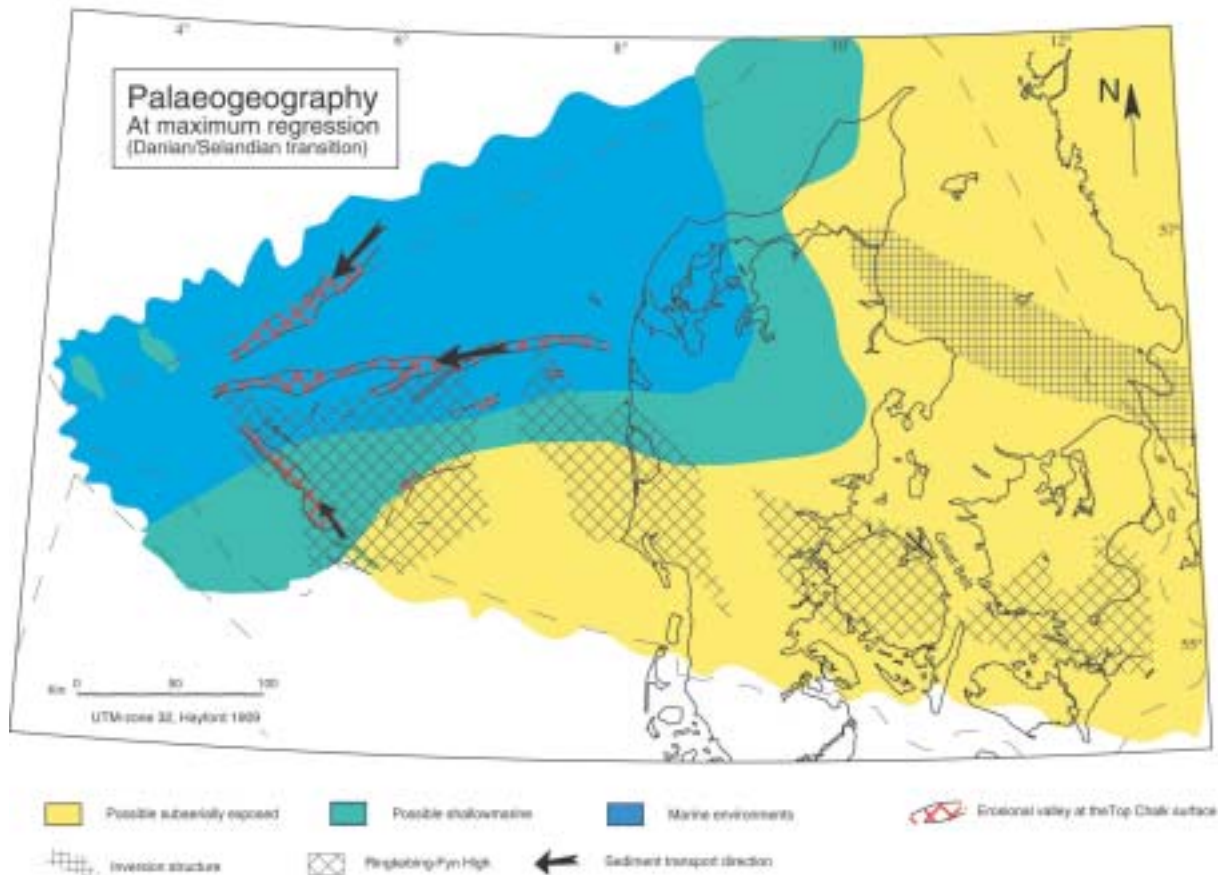 4°
6°
8°
10
12°
Palaeogeography
At maximum regression
(Danian/Selandian transition)
N
57°
55°
Km 0 50 100
UTM-zone 32, Hayford 1909
Possible subaerially exposed
Possible shallowmarine
Marine environments
Erosional valley at theTop Chalk surface
Inversion structure
Ringkøbing-Fyn High
Sediment transport direction